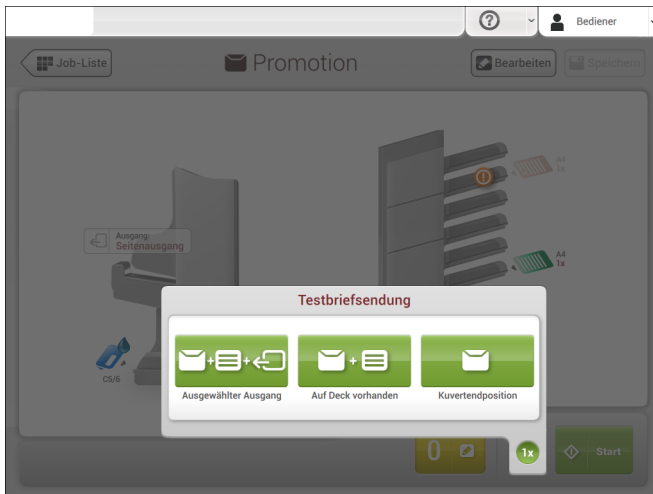 Bediener
Job-Liste
Promotion
Bearbeiten
Speichern
A4
1x
Ausgang:
Seitenausgang
A4
1x
Testbriefsendung
Ausgewählter Ausgang
Auf Deck vorhanden
Kuvertendposition
C5/6
0
1x
Start